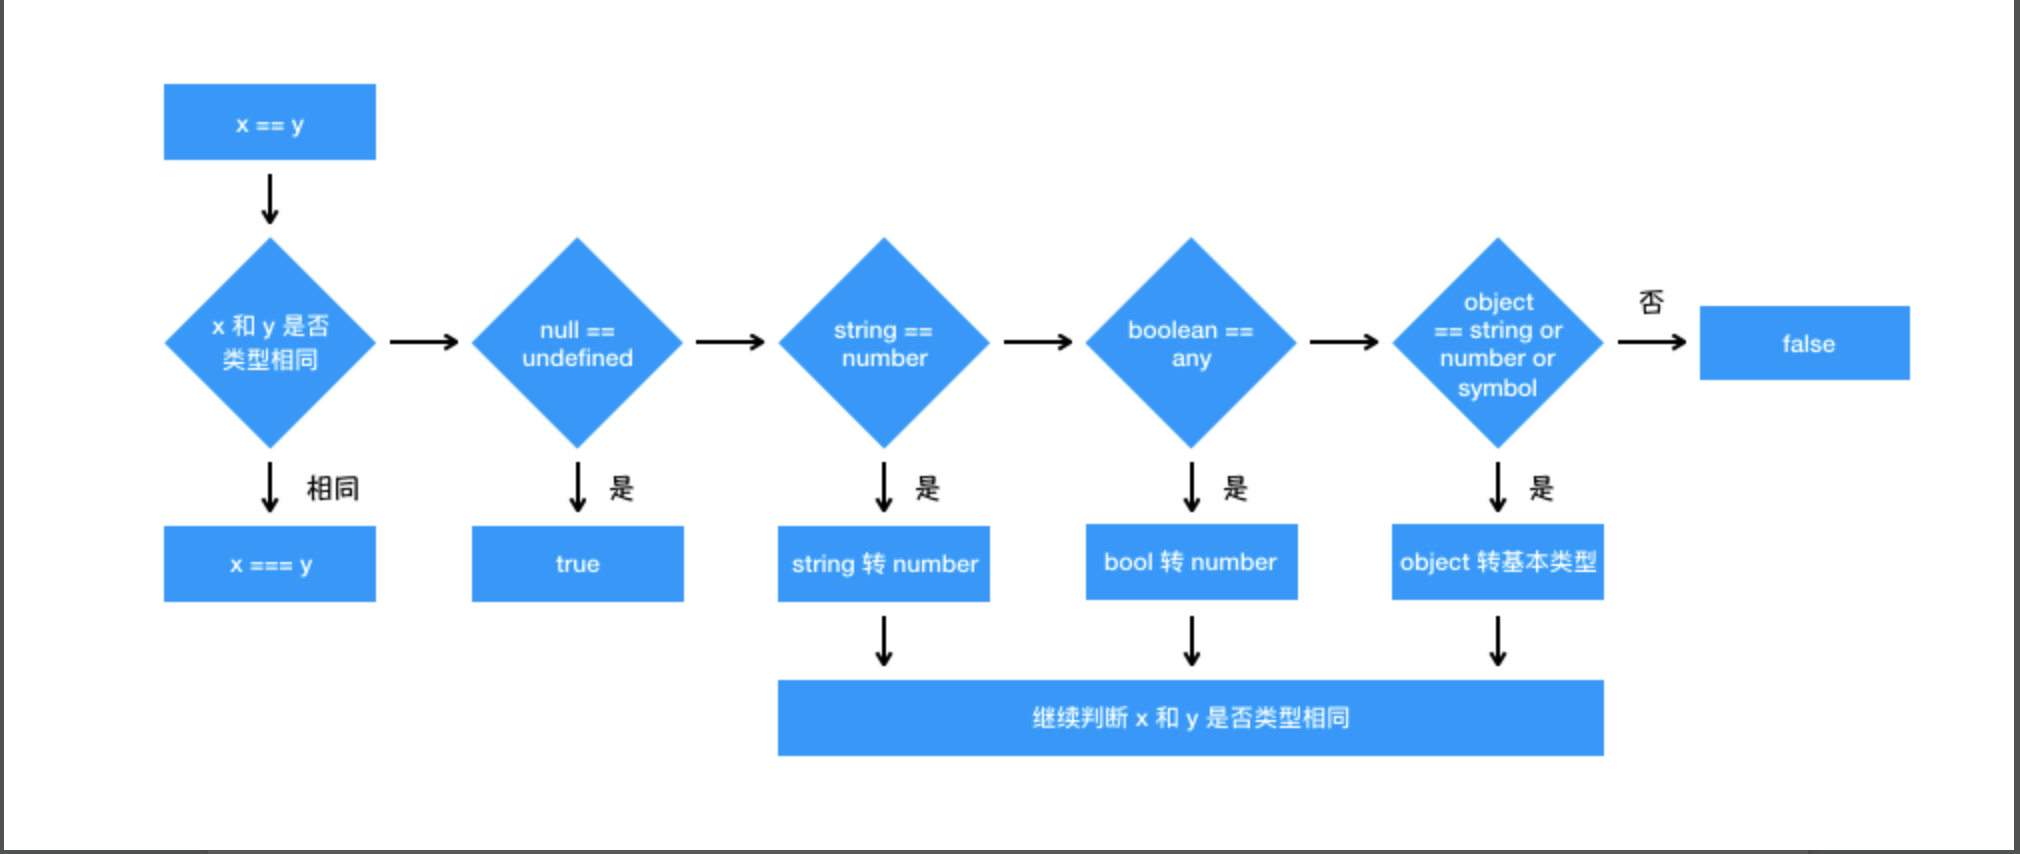 x == y
x 和 y 是否
类型相同
null ==
undefined
string ==
number
boolean ==
any
object
== string or
number or
symbol
否
false
相同
是
是
是
是
x === y
true
string 转 number
bool 转 number
object 转基本类型
继续判断 x 和 y 是否类型相同